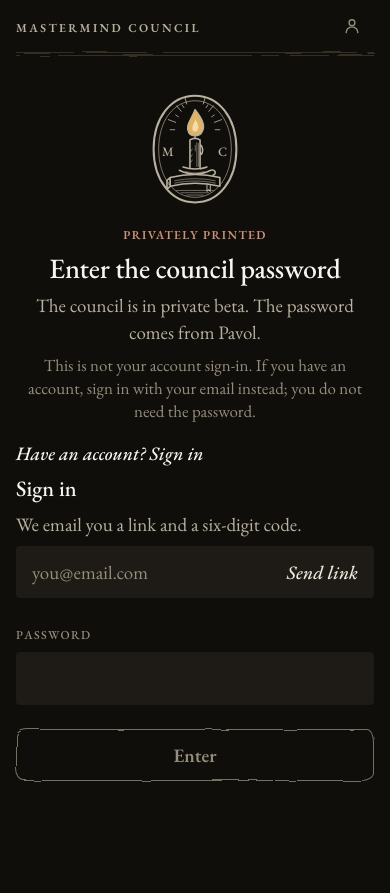 MASTERMIND COUNCIL
M C
PRIVATELY PRINTED
Enter the council password
The council is in private beta. The password
comes from Pavol.
This is not your account sign-in. If you have an
account, sign in with your email instead; you do not
need the password.
Have an account? Sign in
Sign in
We email you a link and a six-digit code.
you@email.com Send link
PASSWORD
Enter